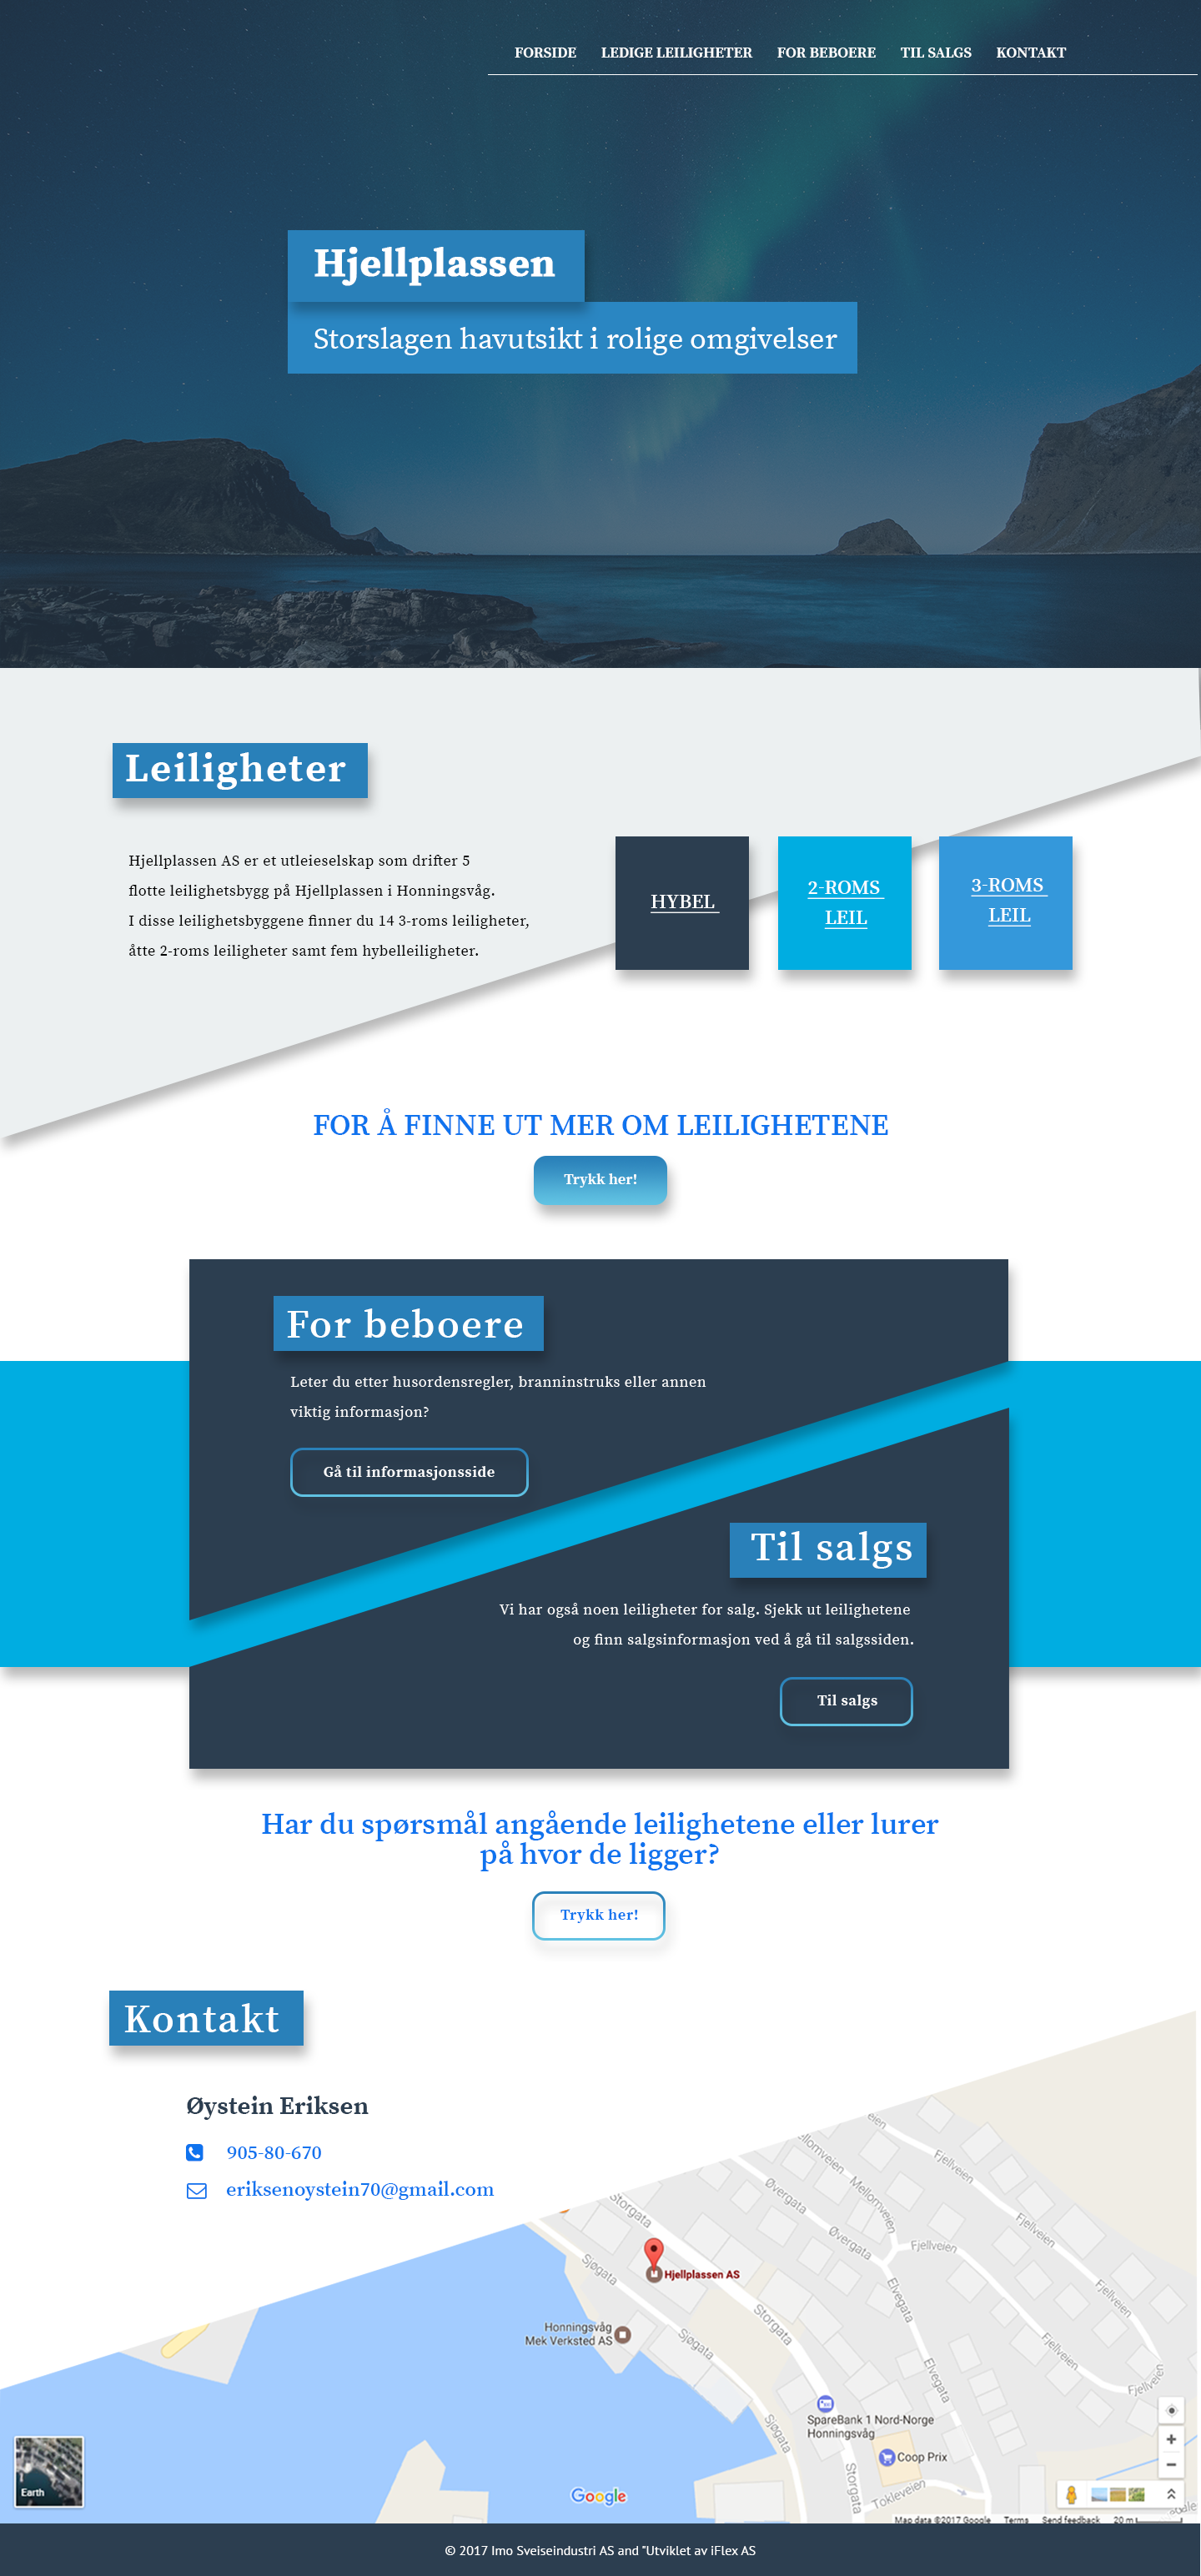 FORSIDE LEDIGE LEILIGHETER FOR BEBOERE TIL SALGS KONTAKT
Hjellplassen
Storslagen havutsikt i rolige omgivelser
Leiligheter
Hjellplassen AS er et utleieselskap som drifter 5
flotte leilighetsbygg på Hjellplassen i Honningsvåg.
I disse leilighetsbyggene finner du 14 3-roms leiligheter,
åtte 2-roms leiligheter samt fem hybelleiligheter.
HYBEL
2-ROMS
LEIL
3-ROMS
LEIL
FOR Å FINNE UT MER OM LEILIGHETENE
Trykk her!
For beboere
Leter du etter husordensregler, branninstruks eller annen
viktig informasjon?
Gå til informasjonsside
Til salgs
Vi har også noen leiligheter for salg. Sjekk ut leilighetene
og finn salgsinformasjon ved å gå til salgssiden.
Til salgs
Har du spørsmål angående leilighetene eller lurer
på hvor de ligger?
Trykk her!
Kontakt
Øystein Eriksen
905-80-670
eriksenoystein70@gmail.com
Fjellveien
Mellomveien
Øvergata
Storgata
Fjellveien
Øvergata
Fjellveien
Sjøgata
Hjellplassen AS
Elvegata
Fjellveien
Storgata
Honningsvåg
Mek Verksted AS
Sjøgata
Fjellveien
Elvegata
Fjellveien
SpareBank 1 Nord-Norge
Honningsvåg
Sjøgata
Coop Prix
Storgata
Tokleveien
Earth
Google
Map data ©2017 Google Terms Send feedback 20 m
© 2017 Imo Sveiseindustri AS and "Utviklet av iFlex AS